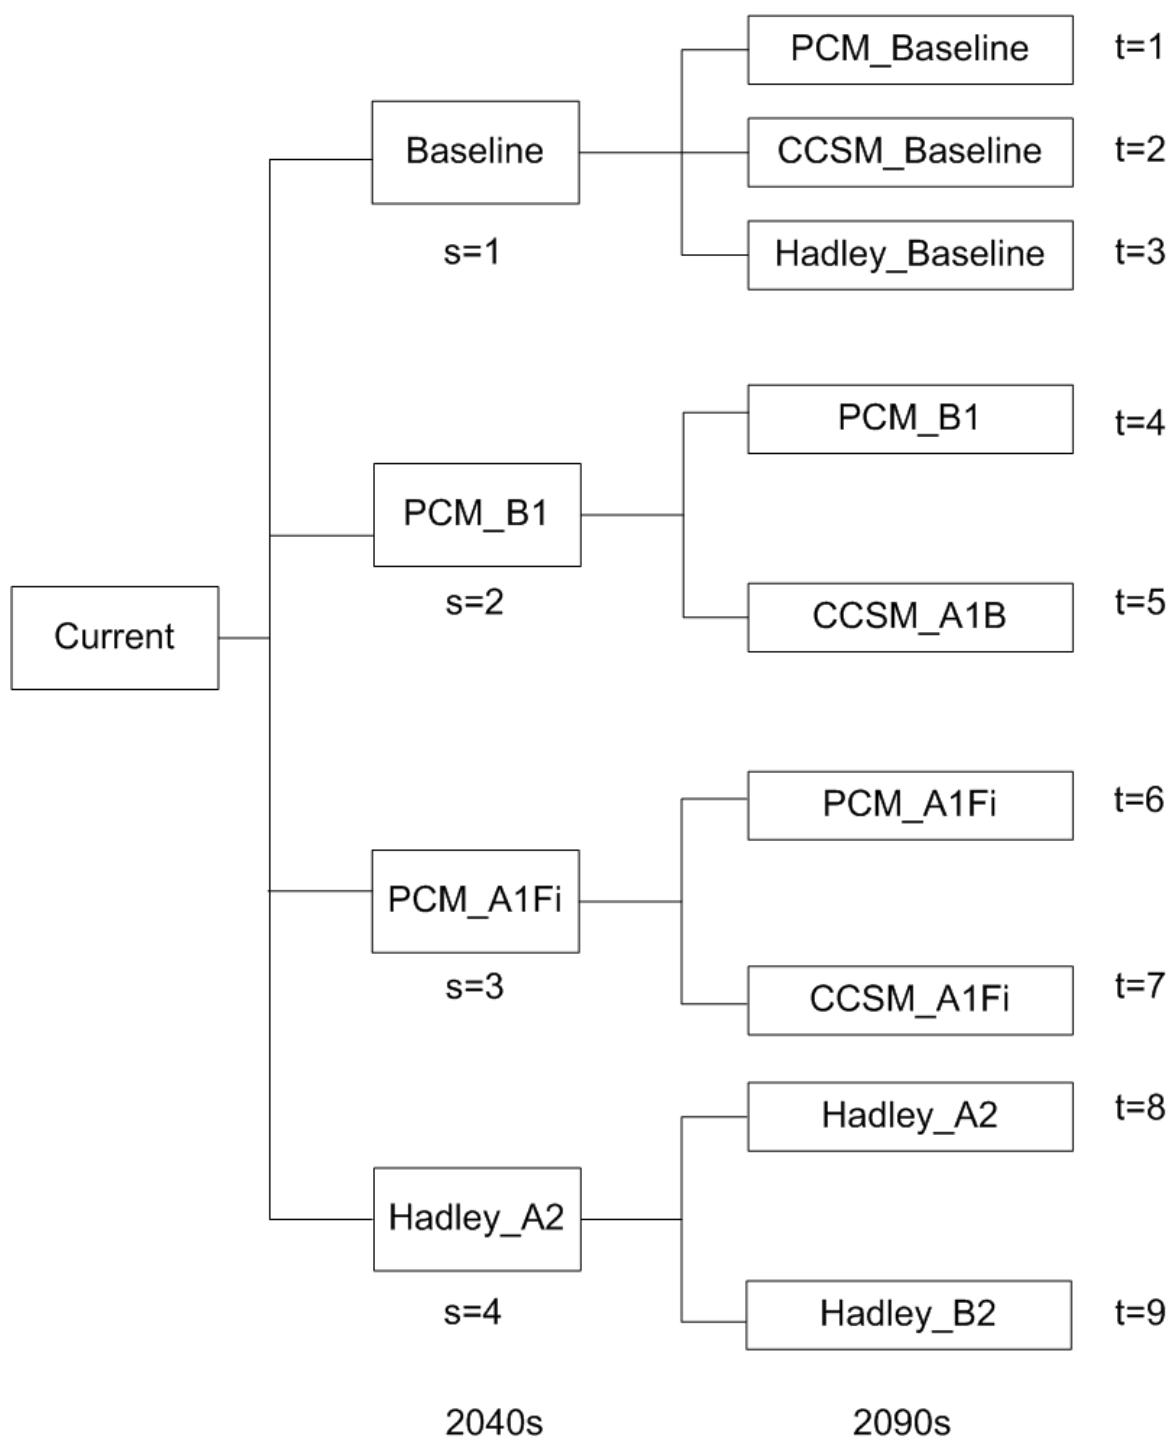 PCM_Baseline t=1
Baseline CCSM_Baseline t=2
s=1 Hadley_Baseline t=3
PCM_B1 t=4
PCM_B1
s=2 CCSM_A1B t=5
Current
PCM_A1Fi t=6
PCM_A1Fi
s=3 CCSM_A1Fi t=7
Hadley_A2 t=8
Hadley_A2
s=4 Hadley_B2 t=9
2040s 2090s